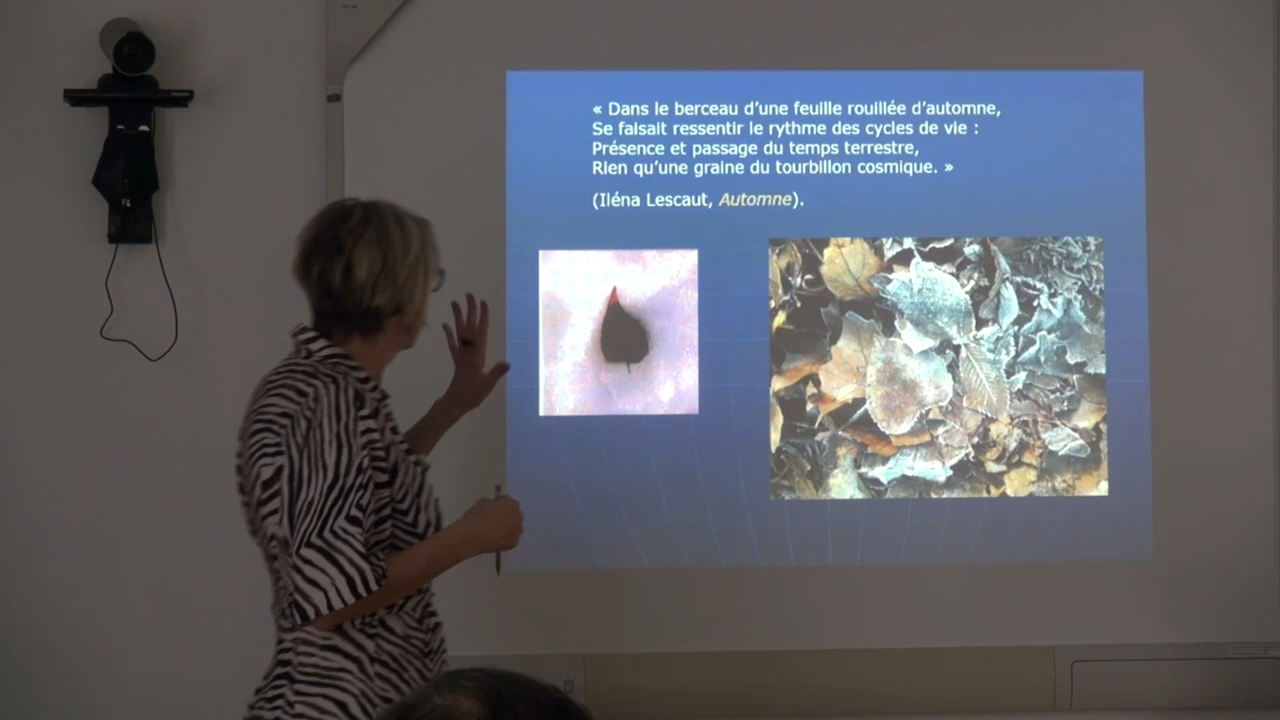 « Dans le berceau d'une feuille rouillée d'automne,
Se faisait ressentir le rythme des cycles de vie :
Présence et passage du temps terrestre,
Rien qu'une graine du tourbillon cosmique. »
(Iléna Lescaut, Automne).